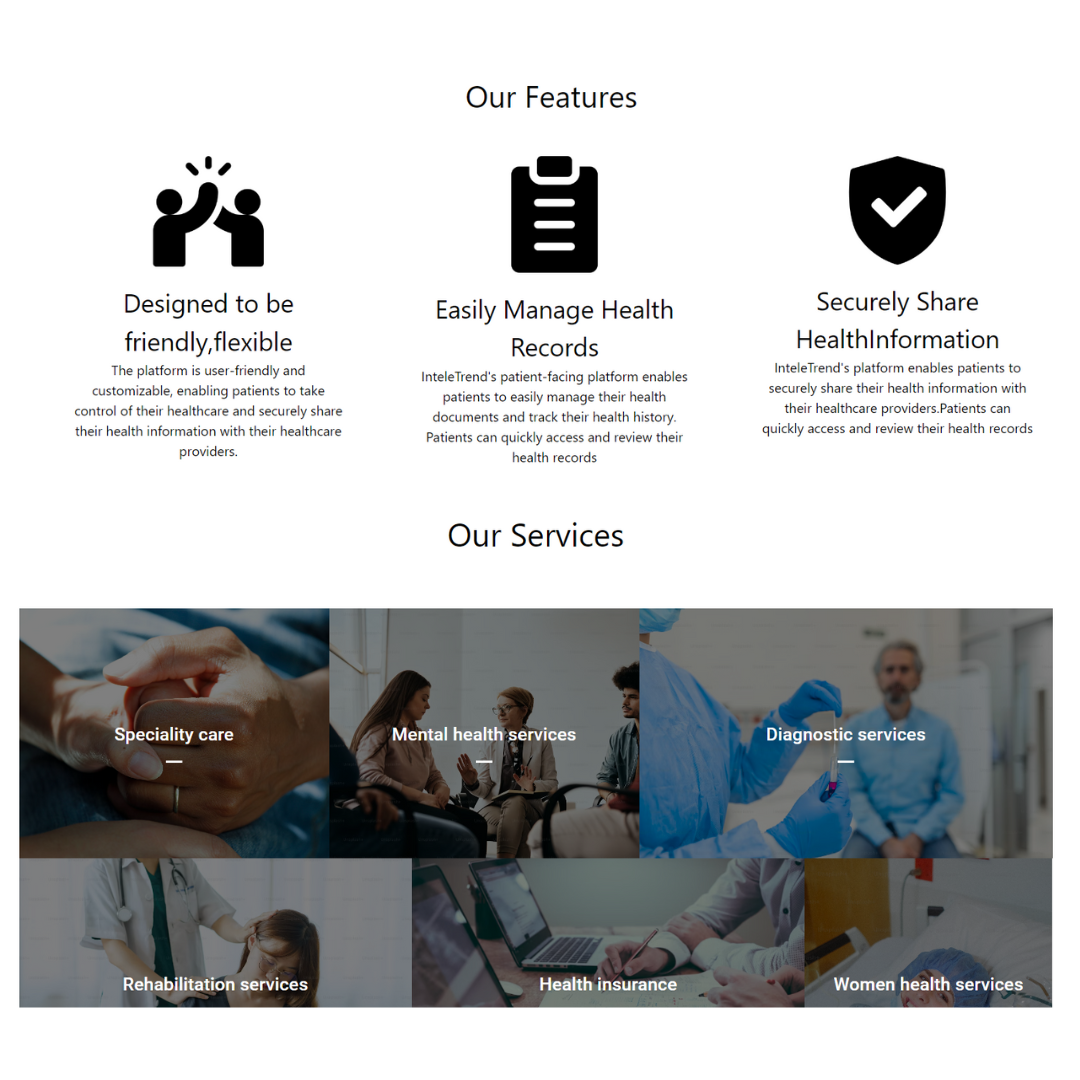 Our Features
Designed to be
friendly,flexible
The platform is user-friendly and
customizable, enabling patients to take
control of their healthcare and securely share
their health information with their healthcare
providers.
Easily Manage Health
Records
InteleTrend's patient-facing platform enables
patients to easily manage their health
documents and track their health history.
Patients can quickly access and review their
health records
Securely Share
HealthInformation
InteleTrend's platform enables patients to
securely share their health information with
their healthcare providers.Patients can
quickly access and review their health records
Our Services
Speciality care
Mental health services
Diagnostic services
Rehabilitation services
Health insurance
Women health services